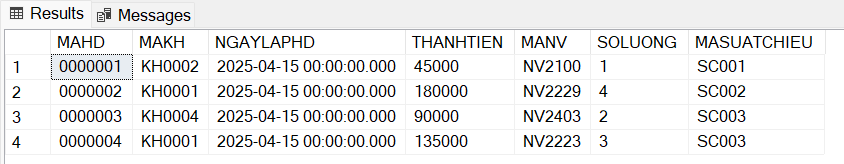 Results Messages
MAHD MAKH NGAYLAPHD THANHTIEN MANV SOLUONG MASUATCHIEU
1 0000001 KH0002 2025-04-15 00:00:00.000 45000 NV2100 1 SC001
2 0000002 KH0001 2025-04-15 00:00:00.000 180000 NV2229 4 SC002
3 0000003 KH0004 2025-04-15 00:00:00.000 90000 NV2403 2 SC003
4 0000004 KH0001 2025-04-15 00:00:00.000 135000 NV2223 3 SC003